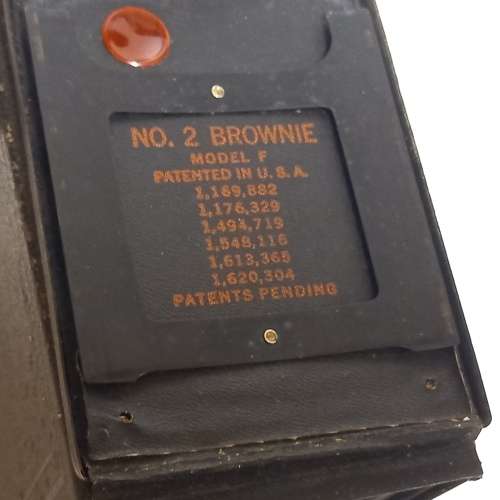 NO. 2 BROWNIE
MODEL F
PATENTED IN U.S.A.
1,169,882
1,176,329
1,494,719
1,548,116
1,613,365
1,620,304
PATENTS PENDING